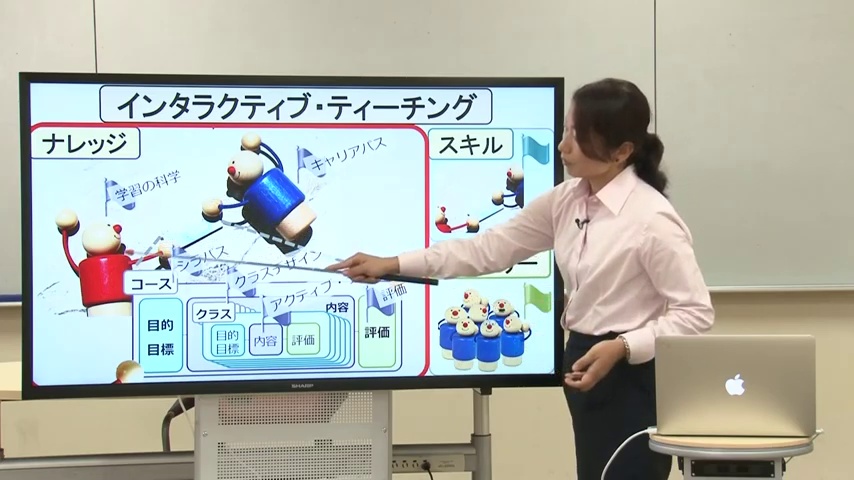 インタラクティブ・ティーチング
ナレッジ
スキル
キャリアパス
学習の科学
シラバス
クラスデザイン
アクティブ・
評価
コース
クラス
内容
目的
目標
目的
目標
内容
評価
評価
SHARP